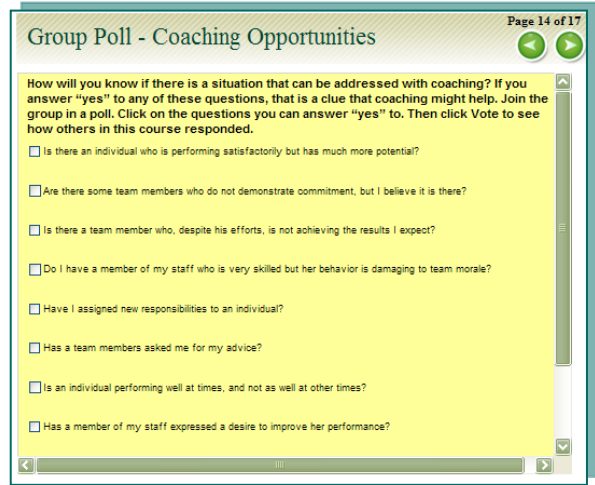 Page 14 of 17
Group Poll - Coaching Opportunities
How will you know if there is a situation that can be addressed with coaching? If you
answer “yes” to any of these questions, that is a clue that coaching might help. Join the
group in a poll. Click on the questions you can answer “yes” to. Then click Vote to see
how others in this course responded.
Is there an individual who is performing satisfactorily but has much more potential?
Are there some team members who do not demonstrate commitment, but I believe it is there?
Is there a team member who, despite his efforts, is not achieving the results I expect?
Do I have a member of my staff who is very skilled but her behavior is damaging to team morale?
Have I assigned new responsibilities to an individual?
Has a team members asked me for my advice?
Is an individual performing well at times, and not as well at other times?
Has a member of my staff expressed a desire to improve her performance?